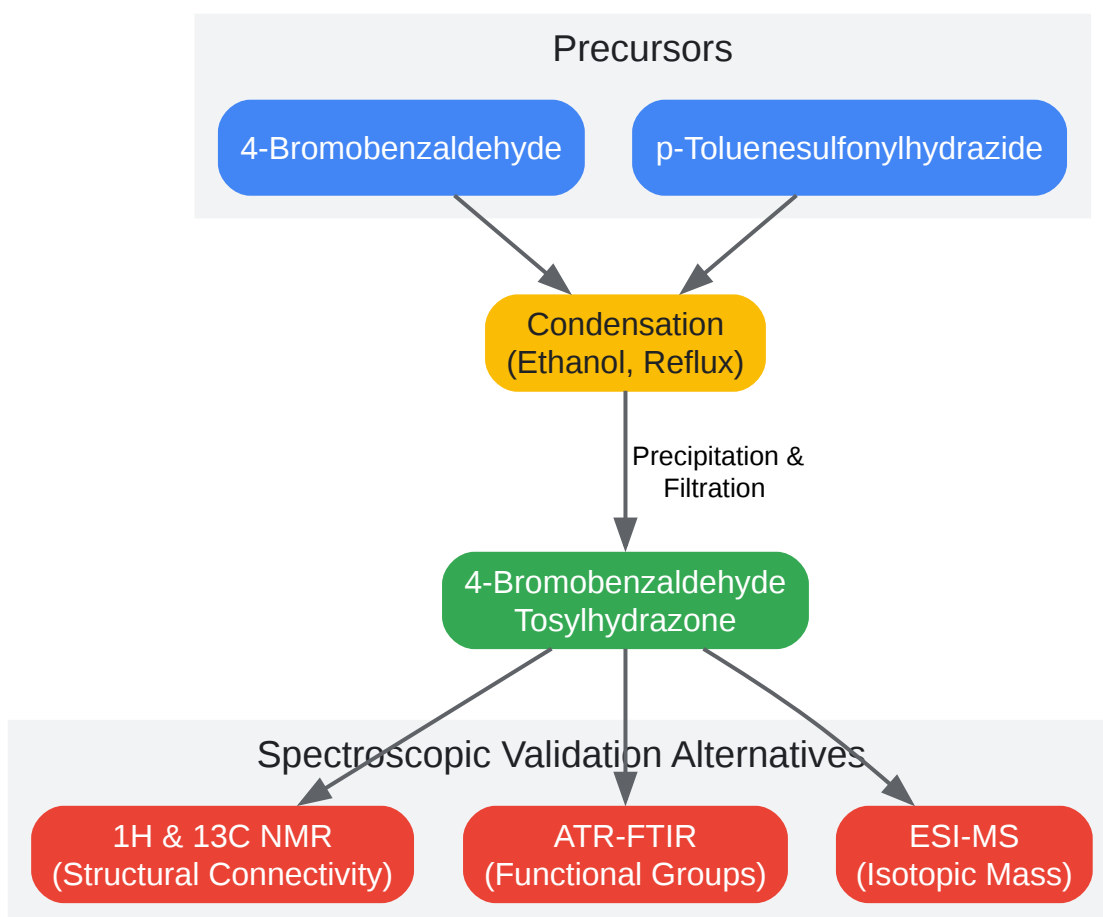 Precursors
4-Bromobenzaldehyde
p-Toluenesulfonylhydrazide
Condensation
(Ethanol, Reflux)
Precipitation &
Filtration
4-Bromobenzaldehyde
Tosylhydrazone
Spectroscopic Validation Alternatives
1H & 13C NMR
(Structural Connectivity)
ATR-FTIR
(Functional Groups)
ESI-MS
(Isotopic Mass)